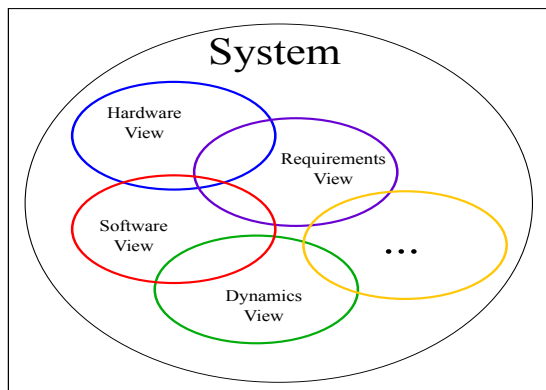 System
Hardware
View
Requirements
View
Software
View
...
Dynamics
View